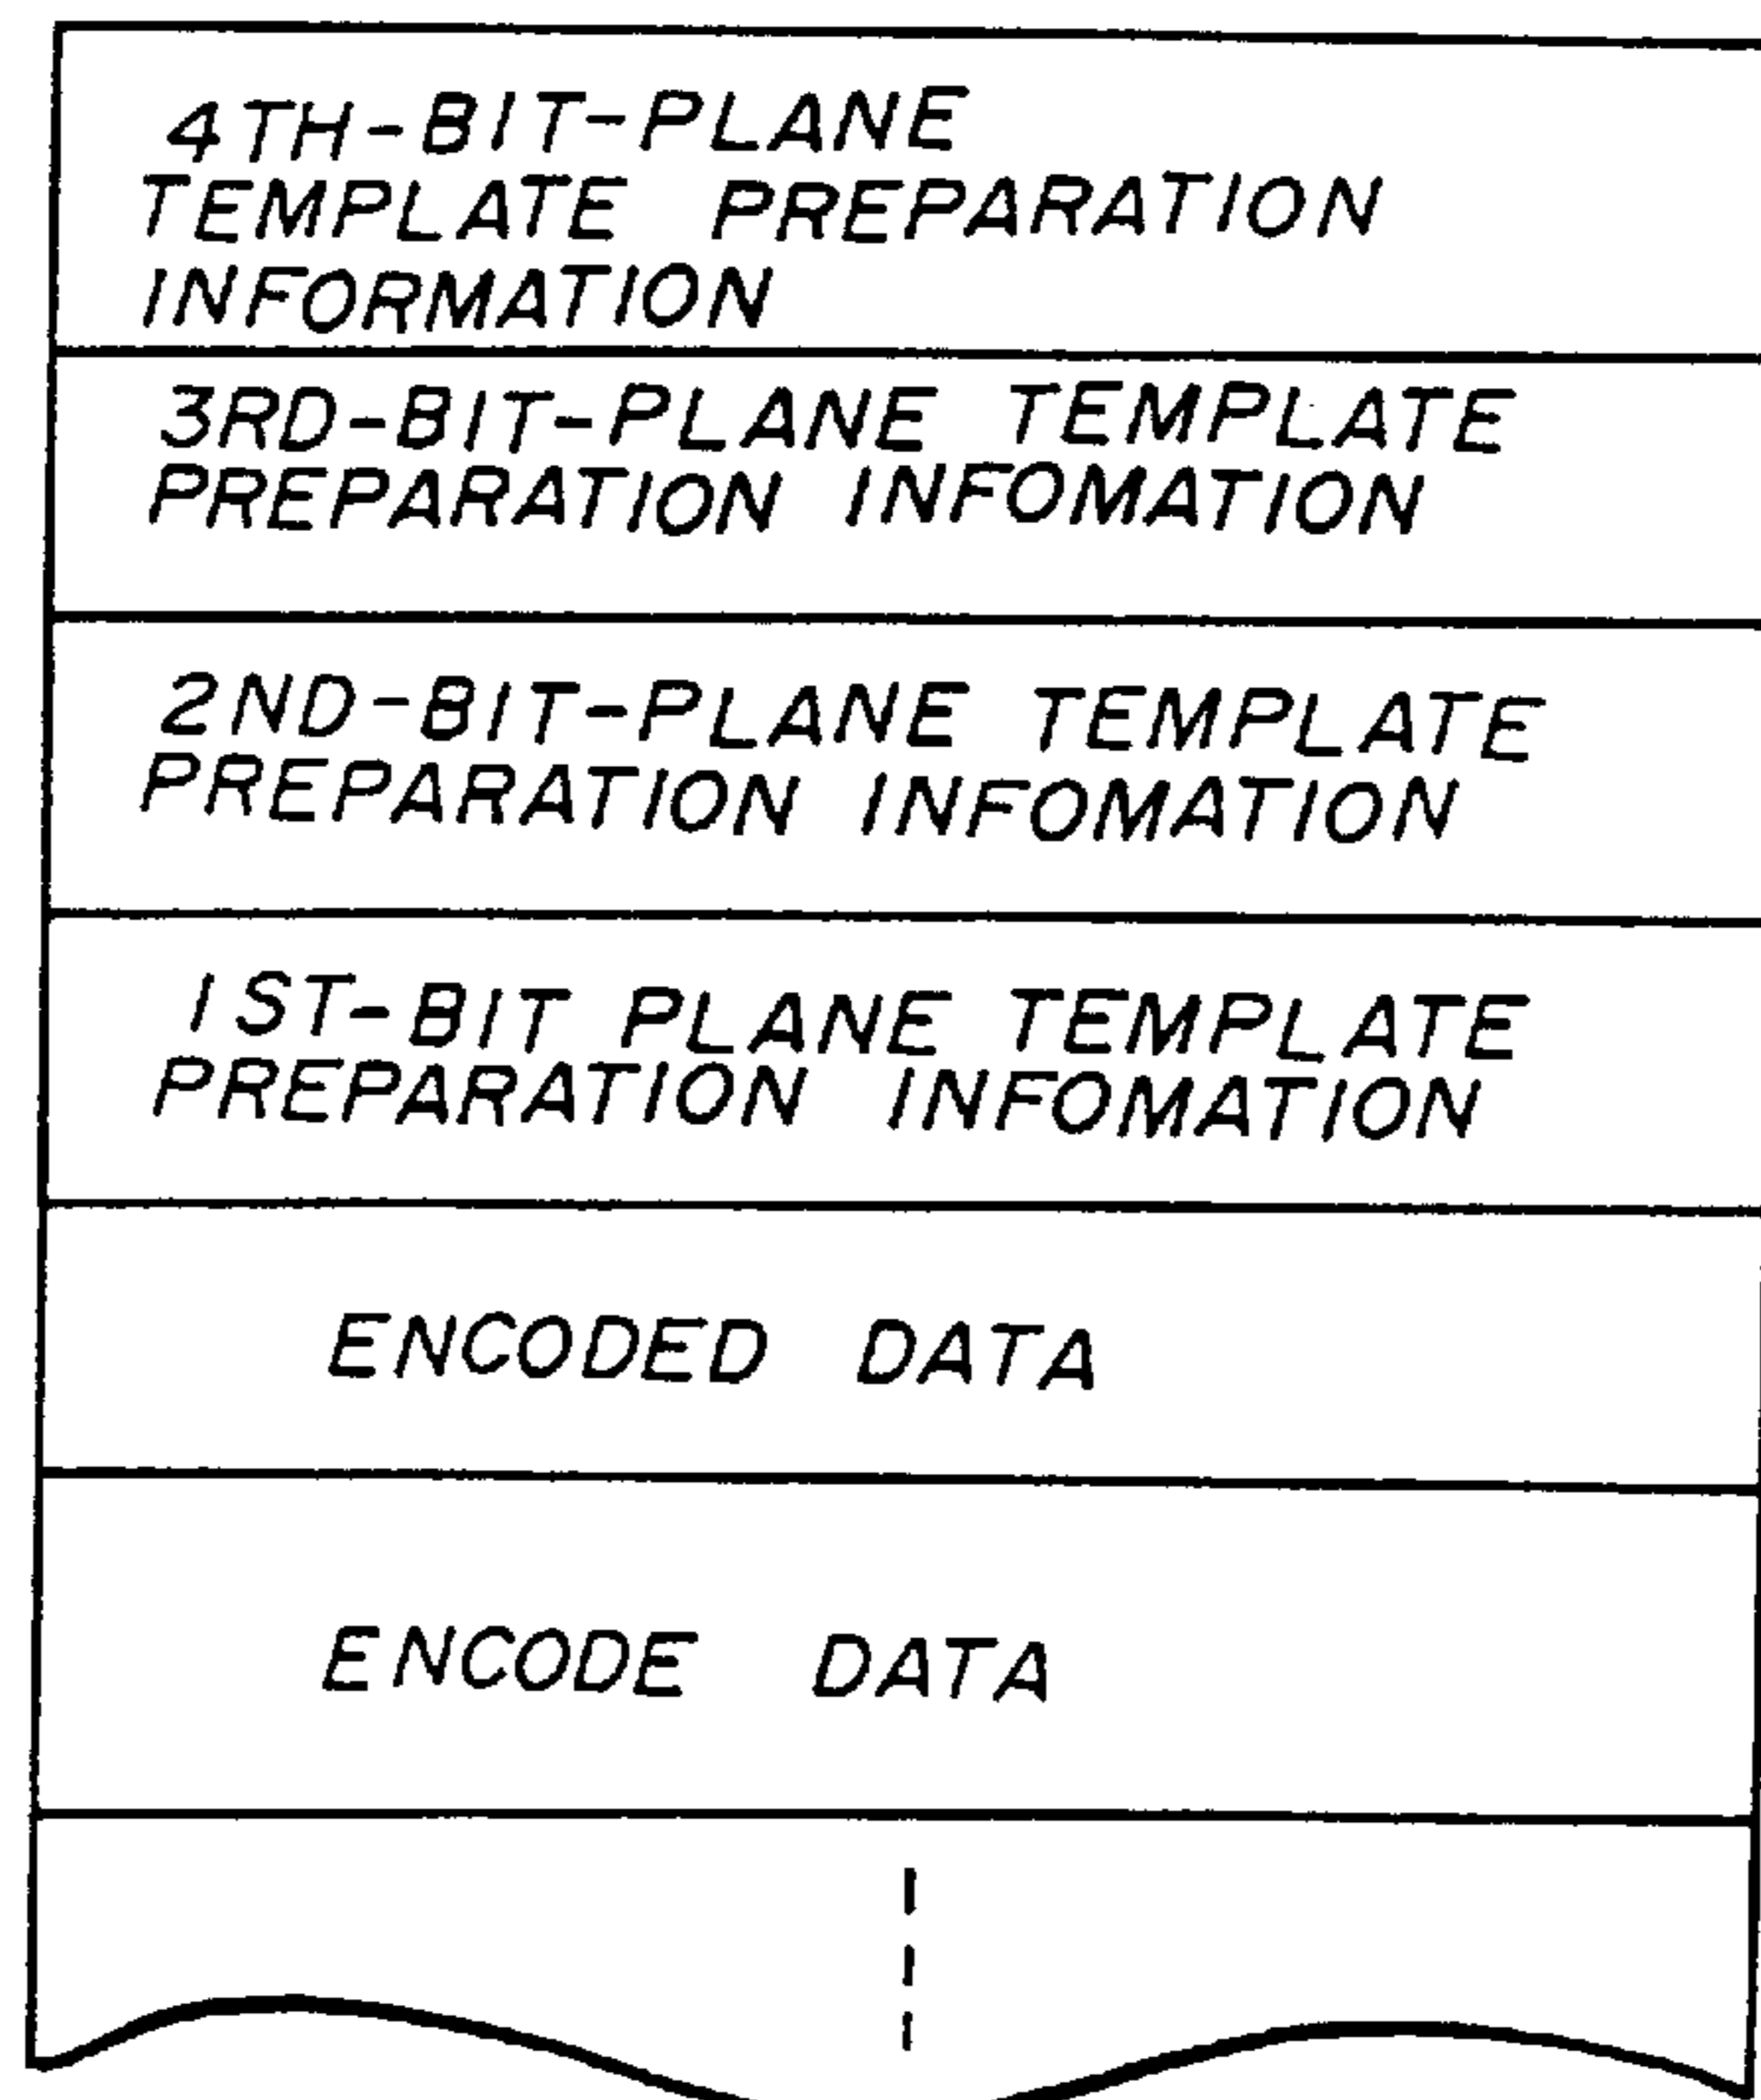 4TH-BIT-PLANE
TEMPLATE PREPARATION
INFORMATION
3RD-BIT-PLANE TEMPLATE
PREPARATION INFOMATION
2ND-BIT-PLANE TEMPLATE
PREPARATION INFOMATION
1ST-BIT PLANE TEMPLATE
PREPARATION INFOMATION
ENCODED DATA
ENCODE DATA